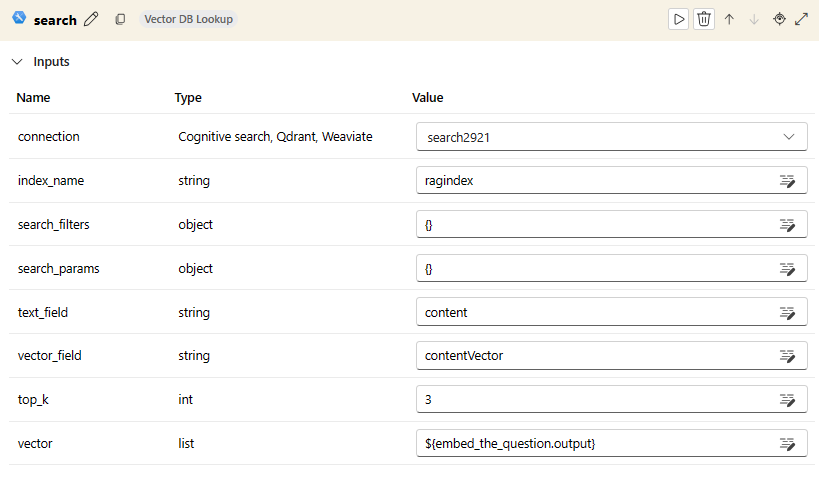 search Vector DB Lookup
Inputs
Name Type Value
connection Cognitive search, Qdrant, Weaviate search2921
index_name string ragindex
search_filters object {}
search_params object {}
text_field string content
vector_field string contentVector
top_k int 3
vector list ${embed_the_question.output}